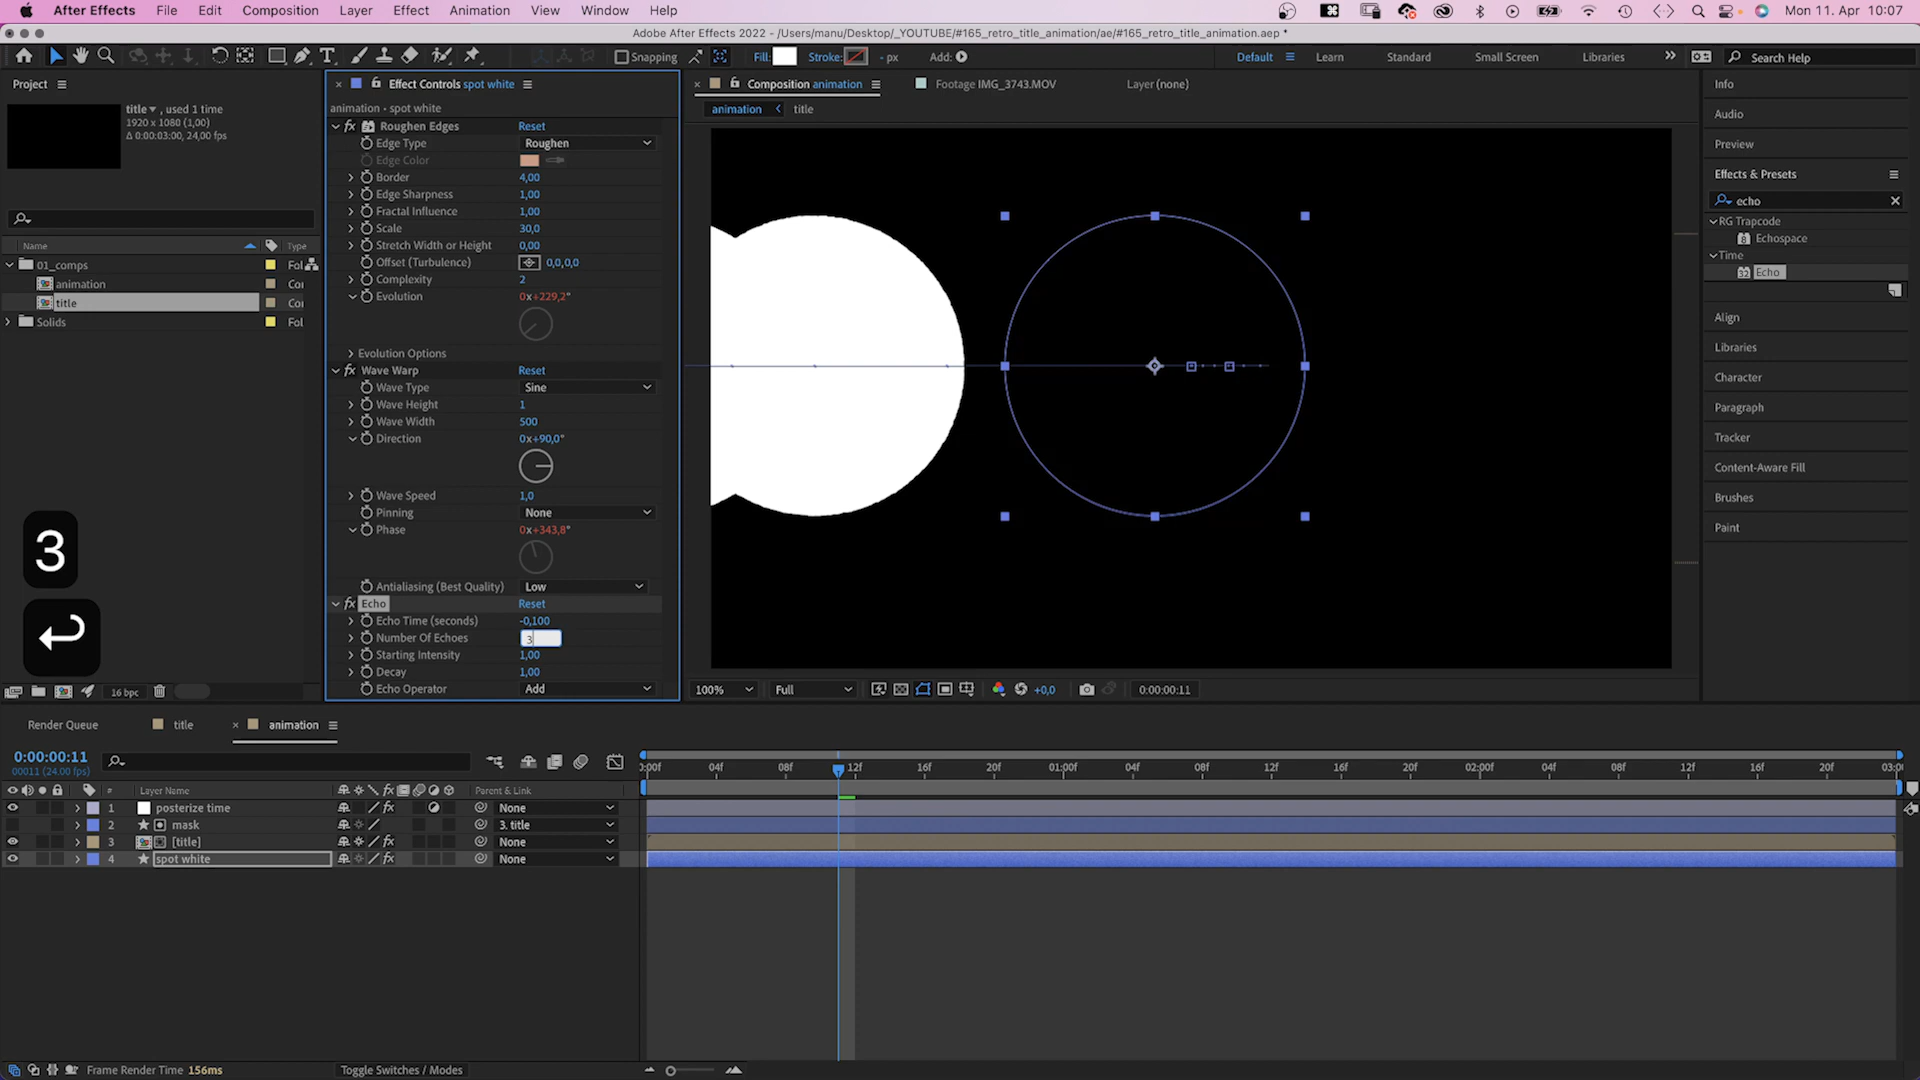 After Effects File Edit Composition Layer Effect Animation View Window Help Mon 11. Apr 10:07
Adobe After Effects 2022 - /Users/manu/Desktop/_YOUTUBE/#165_retro_title_animation/ae/#165_retro_title_animation.aep *
Snapping Fill: Stroke: - px Add: Default Learn Standard Small Screen Libraries Search Help
Project
title , used 1 time
1920 x 1080 (1,00)
Δ 0:00:03:00, 24,00 fps
Name Type
01_comps Fol
animation Coi
title Coi
Solids Fol
16 bpc
3
Effect Controls spot white
animation • spot white
Roughen Edges Reset
Edge Type Roughen
Edge Color
Border 4,00
Edge Sharpness 1,00
Fractal Influence 1,00
Scale 30,0
Stretch Width or Height 0,00
Offset (Turbulence) 0,0,0,0
Complexity 2
Evolution 0x+229,2°
Evolution Options
Wave Warp Reset
Wave Type Sine
Wave Height 1
Wave Width 500
Direction 0x+90,0°
Wave Speed 1,0
Pinning None
Phase 0x+343,8°
Antialiasing (Best Quality) Low
Echo Reset
Echo Time (seconds) -0,100
Number Of Echoes 3
Starting Intensity 1,00
Decay 1,00
Echo Operator Add
Composition animation Footage IMG_3743.MOV Layer (none)
animation title
100% Full +0,0 0:00:00:11
Info
Audio
Preview
Effects & Presets
echo
RG Trapcode
8 Echospace
Time
32 Echo
Align
Libraries
Character
Paragraph
Tracker
Content-Aware Fill
Brushes
Paint
Render Queue title animation
0:00:00:11
00011 (24.00 fps)
# Layer Name Parent & Link
1 posterize time None
2 mask 3. title
3 [title] None
4 spot white None
):00f 04f 08f 12f 16f 20f 01:00f 04f 08f 12f 16f 20f 02:00f 04f 08f 12f 16f 20f 03:0
Frame Render Time 156ms Toggle Switches / Modes